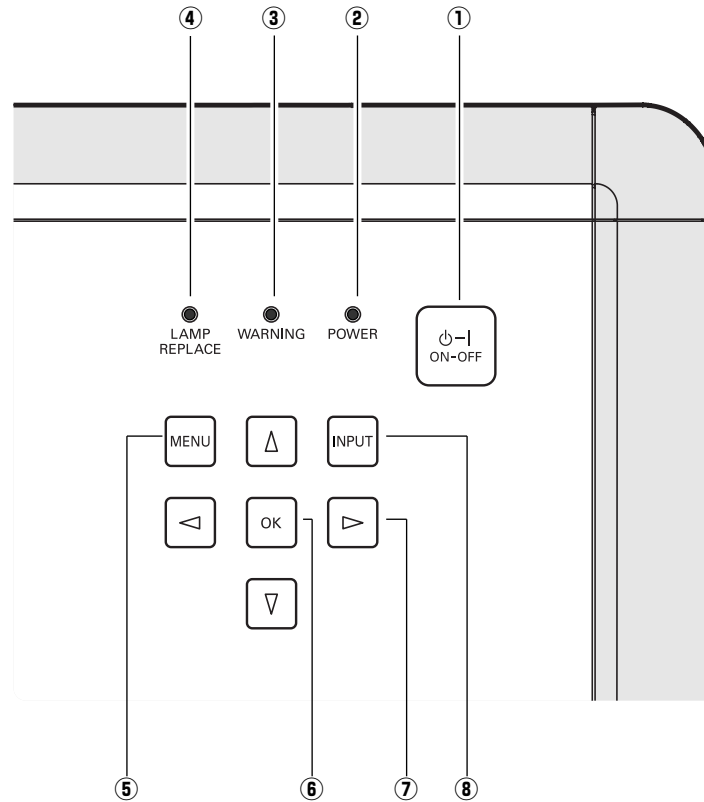 ④ ③ ② ①
⏻–|
ON-OFF
LAMP
REPLACE
WARNING
POWER
MENU
INPUT
OK
⑤ ⑥ ⑦ ⑧